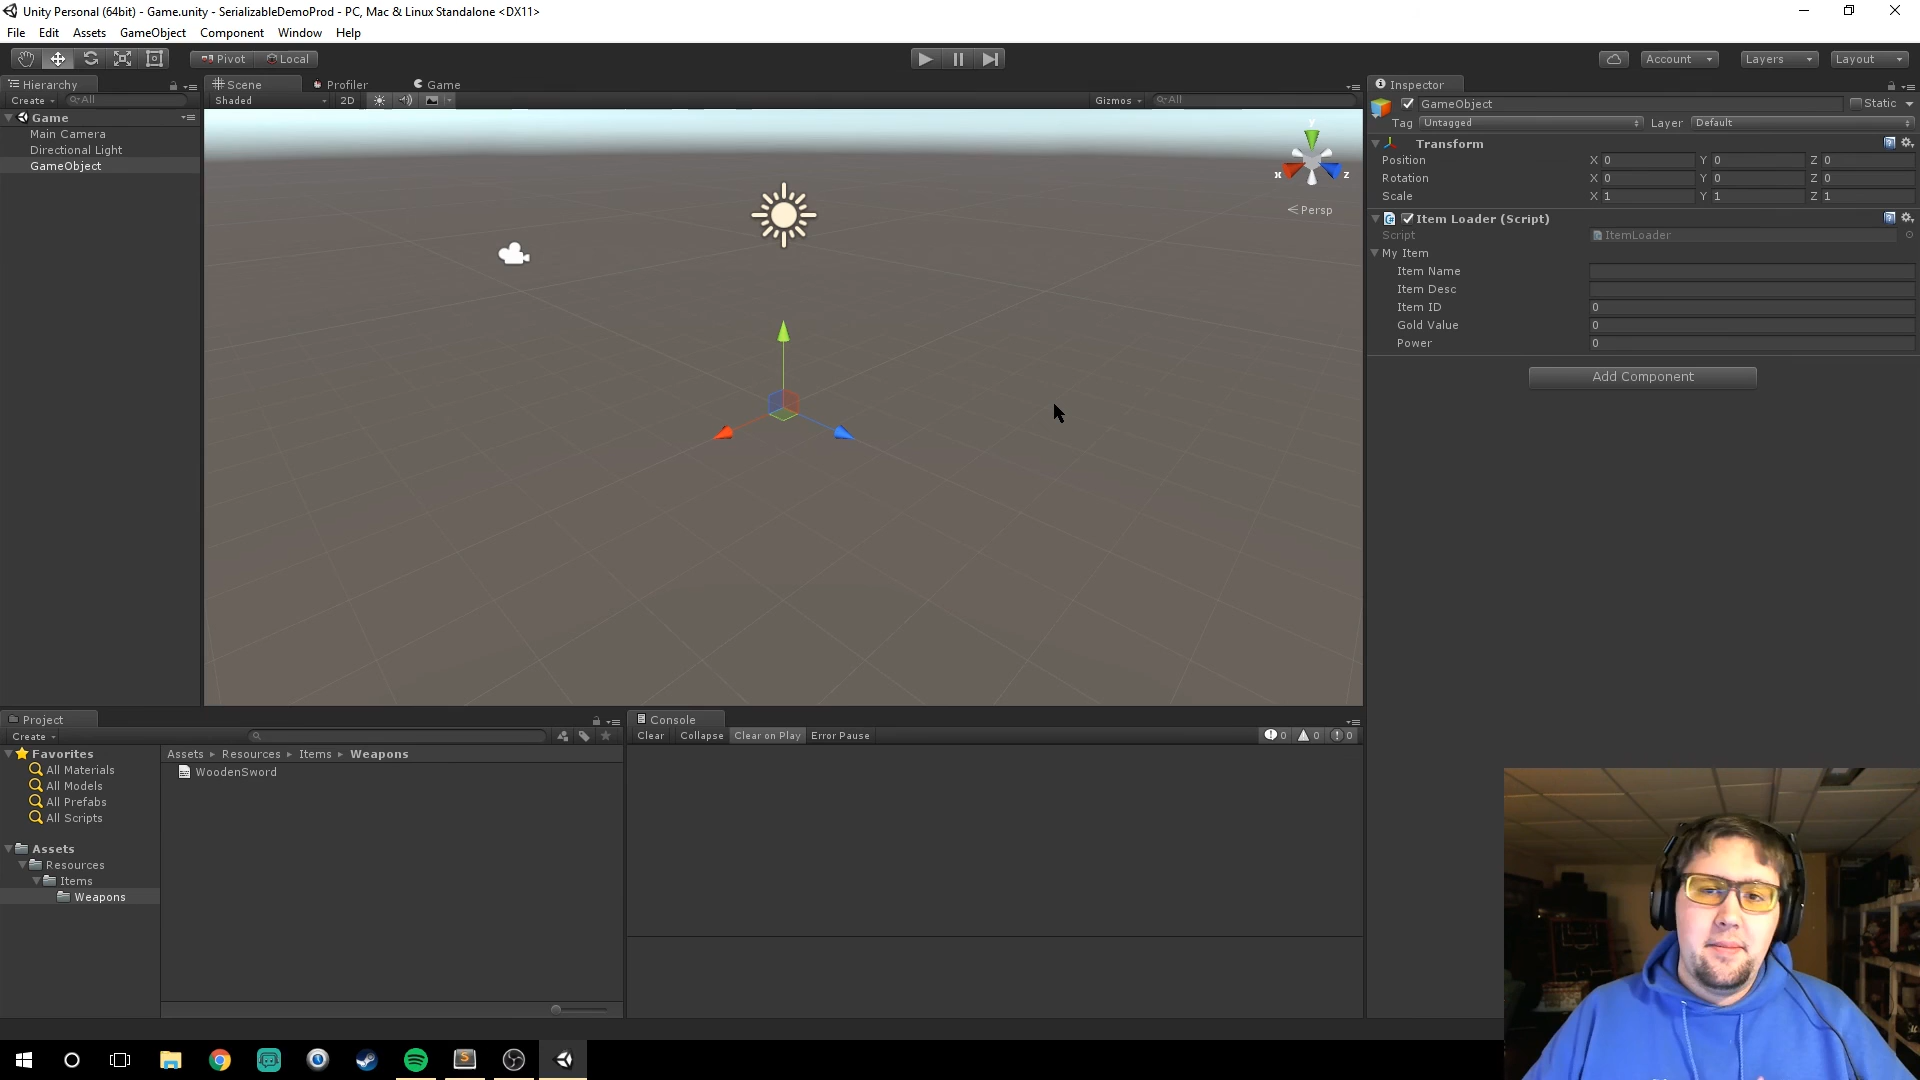 Unity Personal (64bit) - Game.unity - SerializableDemoProd - PC, Mac & Linux Standalone <DX11>
File Edit Assets GameObject Component Window Help
Pivot Local Account Layers Layout
Hierarchy
Create All
Game
Main Camera
Directional Light
GameObject
Scene Profiler Game
Shaded 2D Gizmos All
y
x z
Persp
Inspector
GameObject Static
Tag Untagged Layer Default
Transform
Position X 0 Y 0 Z 0
Rotation X 0 Y 0 Z 0
Scale X 1 Y 1 Z 1
Item Loader (Script)
Script ItemLoader
My Item
Item Name
Item Desc
Item ID 0
Gold Value 0
Power 0
Add Component
Project
Create
Favorites
All Materials
All Models
All Prefabs
All Scripts
Assets
Resources
Items
Weapons
Assets Resources Items Weapons
WoodenSword
Console
Clear Collapse Clear on Play Error Pause 0 0 0